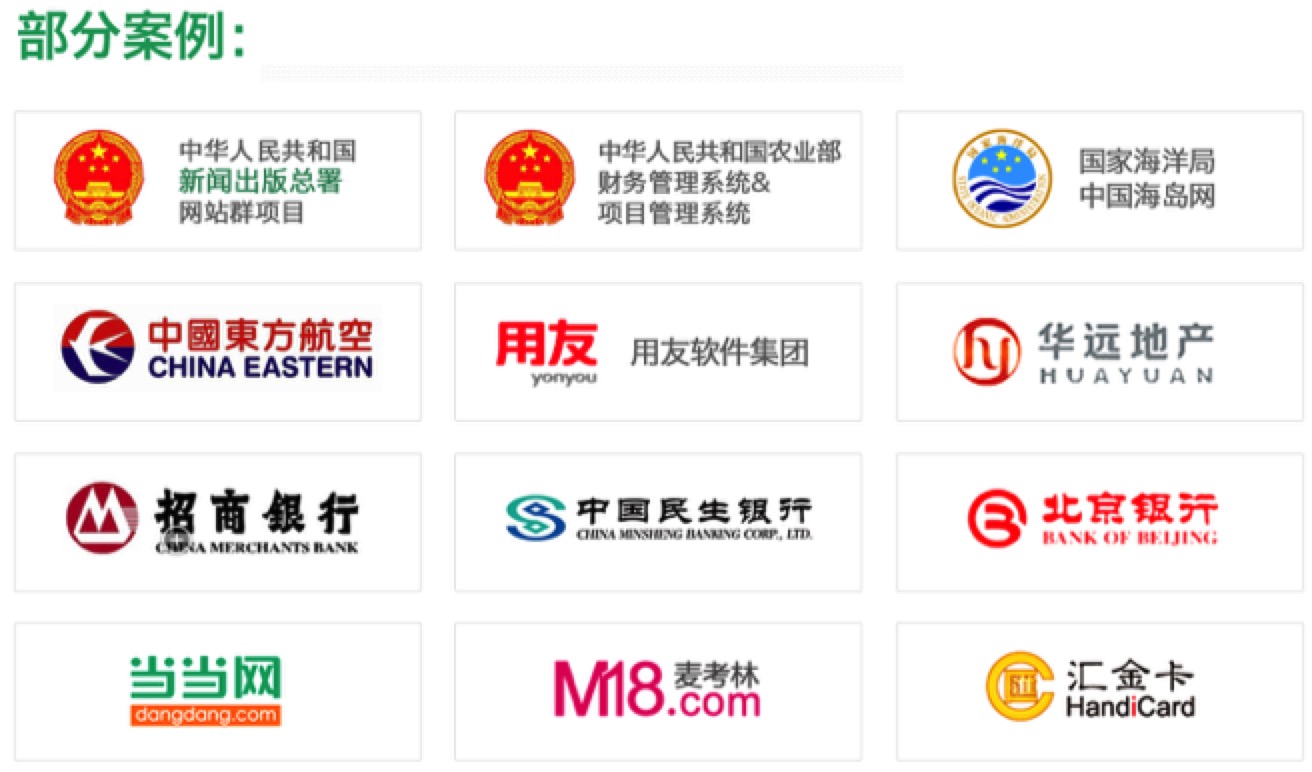 部分案例：
中华人民共和国
新闻出版总署
网站群项目
中华人民共和国农业部
财务管理系统&
项目管理系统
国家海洋局
国家海洋局
中国海岛网
中國東方航空
CHINA EASTERN
用友
yonyou
用友软件集团
华远地产
HUAYUAN
招商銀行
CHINA MERCHANTS BANK
中国民生银行
CHINA MINSHENG BANKING CORP., LTD.
北京银行
BANK OF BEIJING
当当网
dangdang.com
M18.com
麦考林
汇金卡
HandiCard